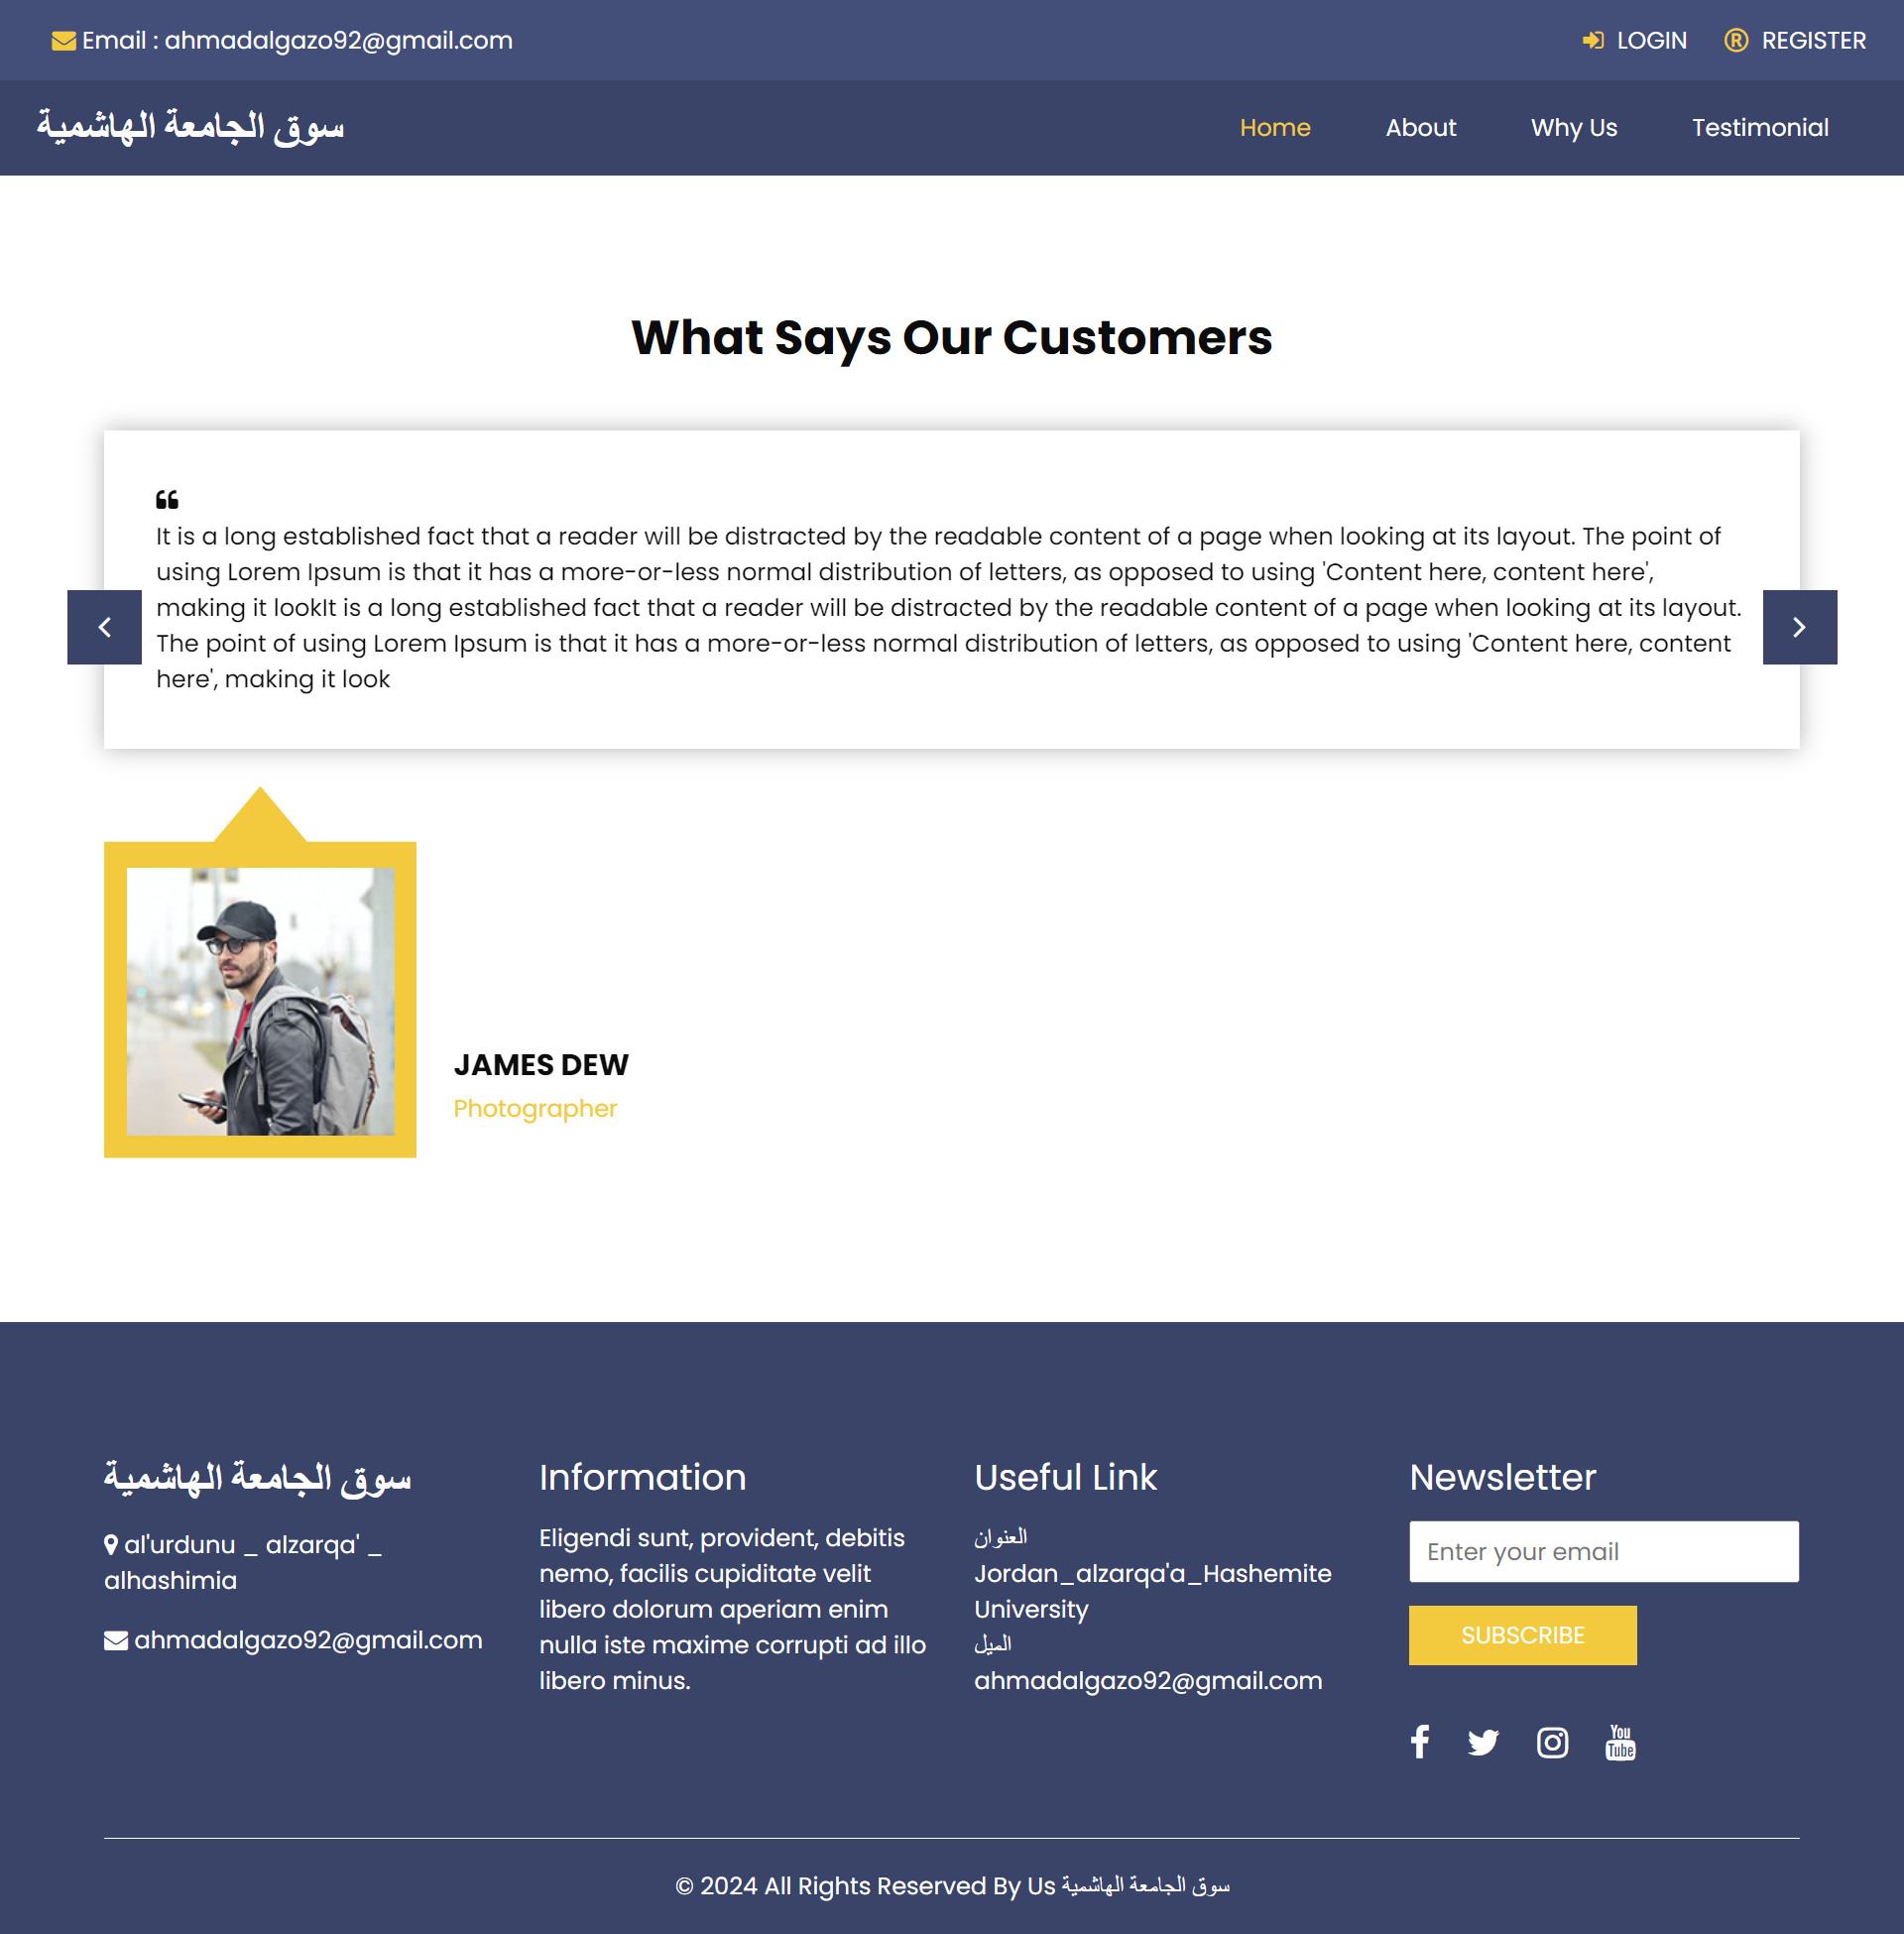 Email : ahmadalgazo92@gmail.com
LOGIN
® REGISTER
سوق الجامعة الهاشمية
Home
About
Why Us
Testimonial
What Says Our Customers
It is a long established fact that a reader will be distracted by the readable content of a page when looking at its layout. The point of
using Lorem Ipsum is that it has a more-or-less normal distribution of letters, as opposed to using 'Content here, content here',
making it lookIt is a long established fact that a reader will be distracted by the readable content of a page when looking at its layout.
The point of using Lorem Ipsum is that it has a more-or-less normal distribution of letters, as opposed to using 'Content here, content
here', making it look
JAMES DEW
Photographer
سوق الجامعة الهاشمية
al'urdunu _ alzarqa' _
alhashimia
ahmadalgazo92@gmail.com
Information
Eligendi sunt, provident, debitis
nemo, facilis cupiditate velit
libero dolorum aperiam enim
nulla iste maxime corrupti ad illo
libero minus.
Useful Link
العنوان
Jordan_alzarqa'a_Hashemite
University
الميل
ahmadalgazo92@gmail.com
Newsletter
Enter your email
SUBSCRIBE
You
Tube
© 2024 All Rights Reserved By Us سوق الجامعة الهاشمية